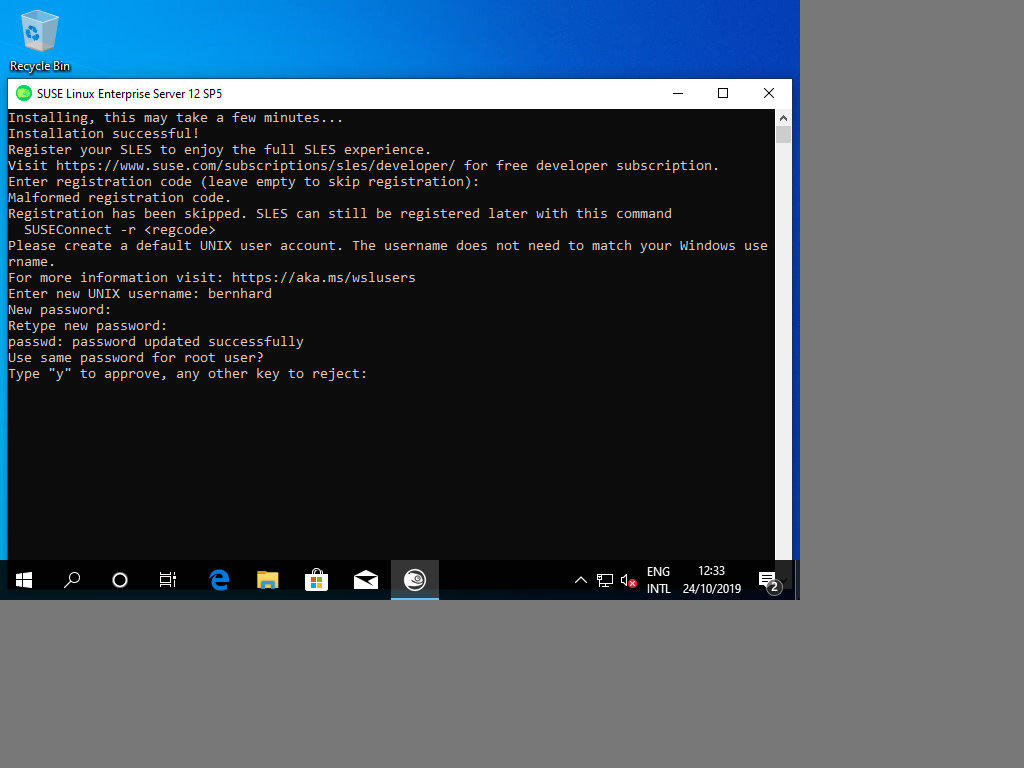 Recycle Bin
SUSE Linux Enterprise Server 12 SP5
Installing, this may take a few minutes...
Installation successful!
Register your SLES to enjoy the full SLES experience.
Visit https://www.suse.com/subscriptions/sles/developer/ for free developer subscription.
Enter registration code (leave empty to skip registration):
Malformed registration code.
Registration has been skipped. SLES can still be registered later with this command
  SUSEConnect -r <regcode>
Please create a default UNIX user account. The username does not need to match your Windows use
rname.
For more information visit: https://aka.ms/wslusers
Enter new UNIX username: bernhard
New password:
Retype new password:
passwd: password updated successfully
Use same password for root user?
Type "y" to approve, any other key to reject:
ENG
INTL
12:33
24/10/2019
2